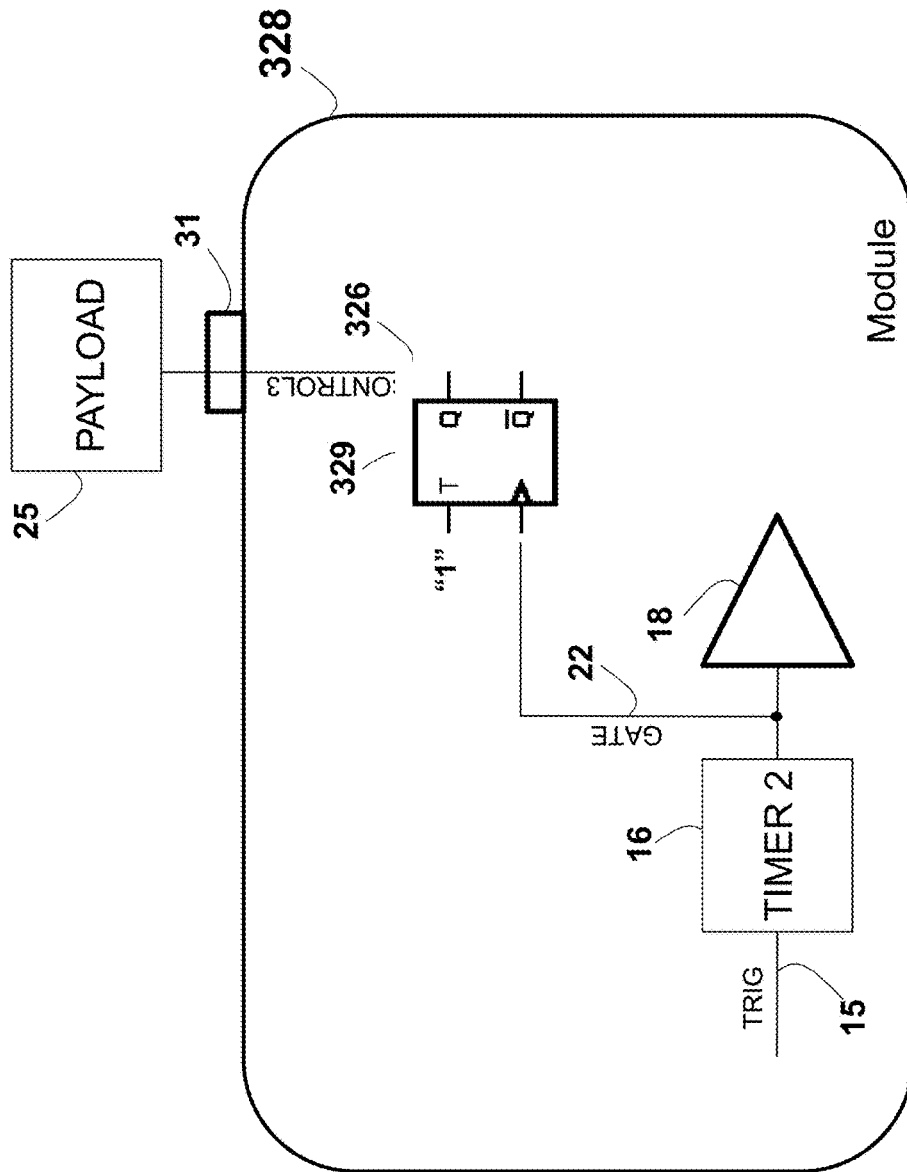 328
PAYLOAD
25
31
CONTROL3
326
329
"1"
T
Q
Q̅
GATE
22
18
TRIG
15
TIMER 2
16
Module